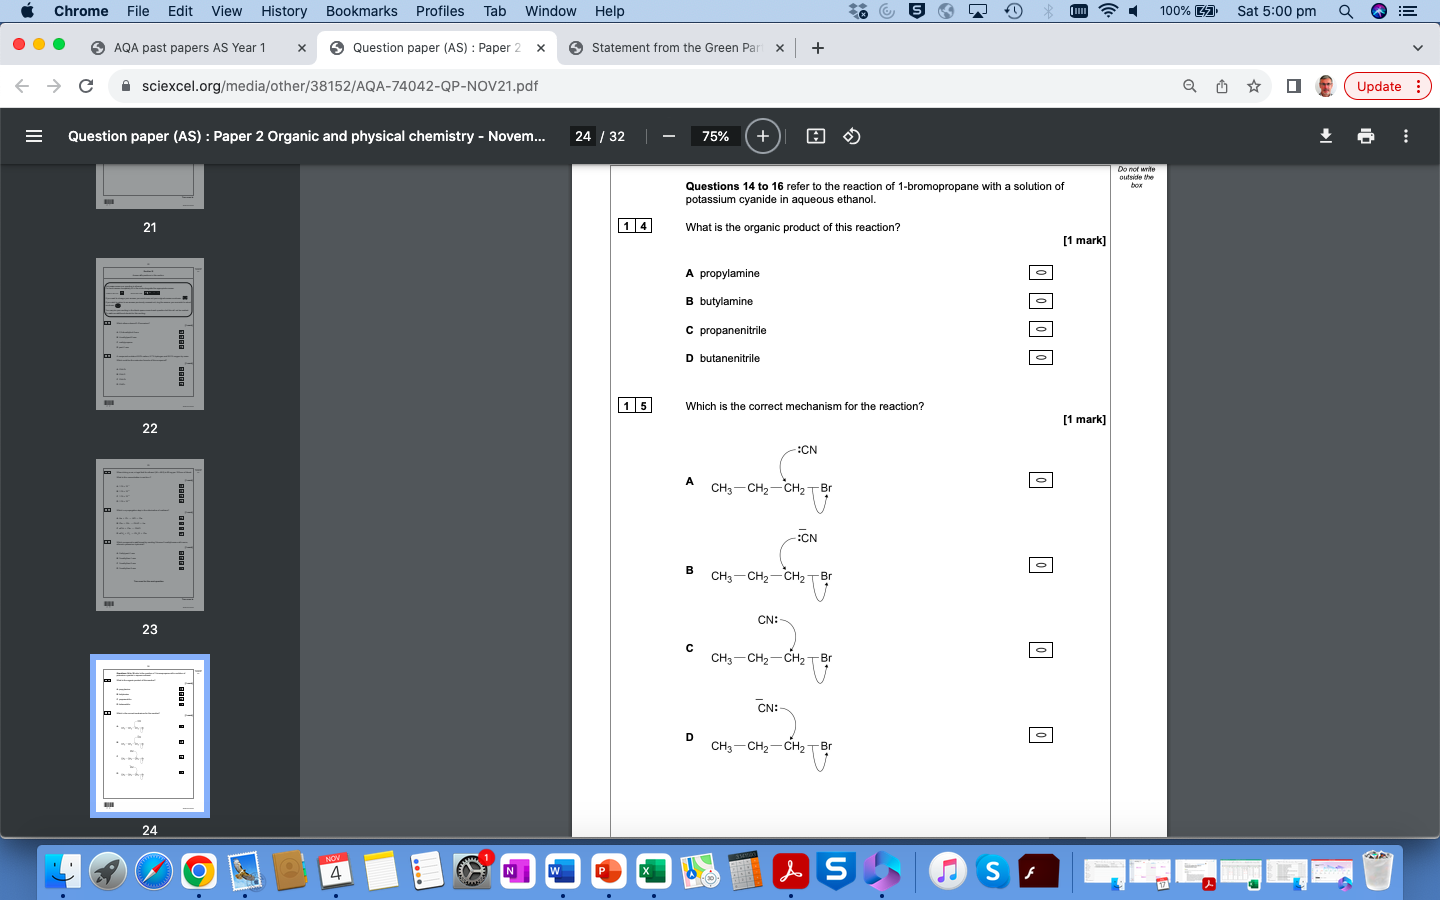 Chrome File Edit View History Bookmarks Profiles Tab Window Help 100% Sat 5:00 pm
AQA past papers AS Year 1
Question paper (AS) : Paper 2
Statement from the Green Par
sciexcel.org/media/other/38152/AQA-74042-QP-NOV21.pdf
Update
Question paper (AS) : Paper 2 Organic and physical chemistry - Novem... 24 / 32 75%
21
22
23
24
Do not write
outside the
box
Questions 14 to 16 refer to the reaction of 1-bromopropane with a solution of
potassium cyanide in aqueous ethanol.
1 4 What is the organic product of this reaction?
[1 mark]
A propylamine
B butylamine
C propanenitrile
D butanenitrile
1 5 Which is the correct mechanism for the reaction?
[1 mark]
:CN
A CH₃—CH₂—CH₂—Br
:C̅N
B CH₃—CH₂—CH₂—Br
CN:
C CH₃—CH₂—CH₂—Br
C̅N:
D CH₃—CH₂—CH₂—Br
NOV
4
1
N
W
P
X
S
S
f
17